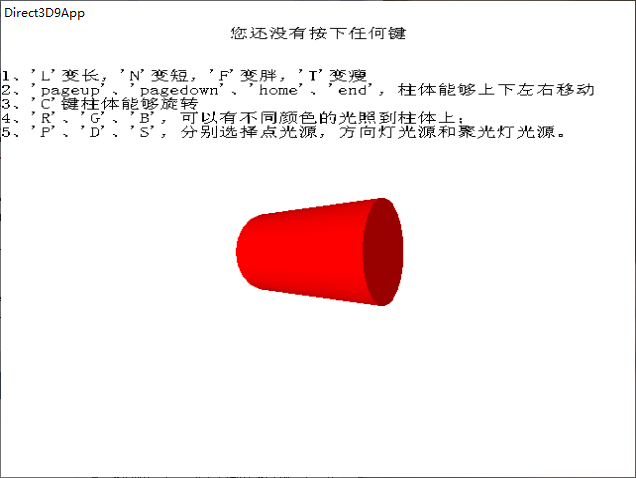 Direct3D9App
您还没有按下任何键
1、'L'变长，'N'变短，'F'变胖，'T'变瘦
2、'pageup'、'pagedown'、'home'、'end'，柱体能够上下左右移动
3、'C'键柱体能够旋转
4、'R'、'G'、'B'，可以有不同颜色的光照到柱体上；
5、'P'、'D'、'S'，分别选择点光源，方向灯光源和聚光灯光源。